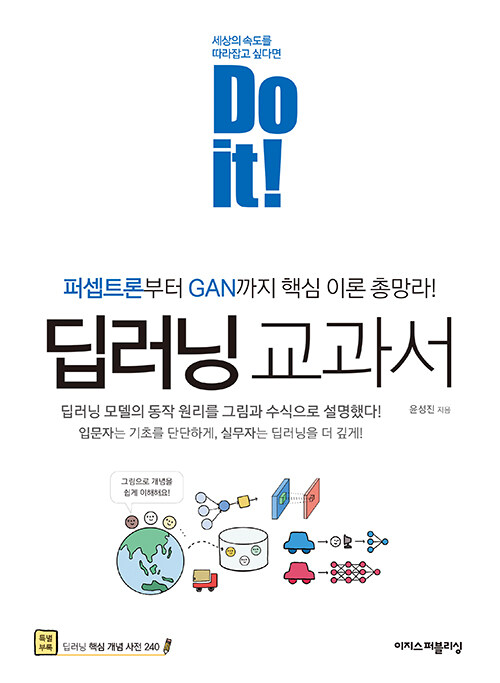 세상의 속도를
따라잡고 싶다면
Do
it!
퍼셉트론부터 GAN까지 핵심 이론 총망라!
딥러닝 교과서
딥러닝 모델의 동작 원리를 그림과 수식으로 설명했다!
윤성진 지음
입문자는 기초를 단단하게, 실무자는 딥러닝을 더 깊게!
그림으로 개념을
쉽게 이해해요!
특별
부록
딥러닝 핵심 개념 사전 240
이지스퍼블리싱